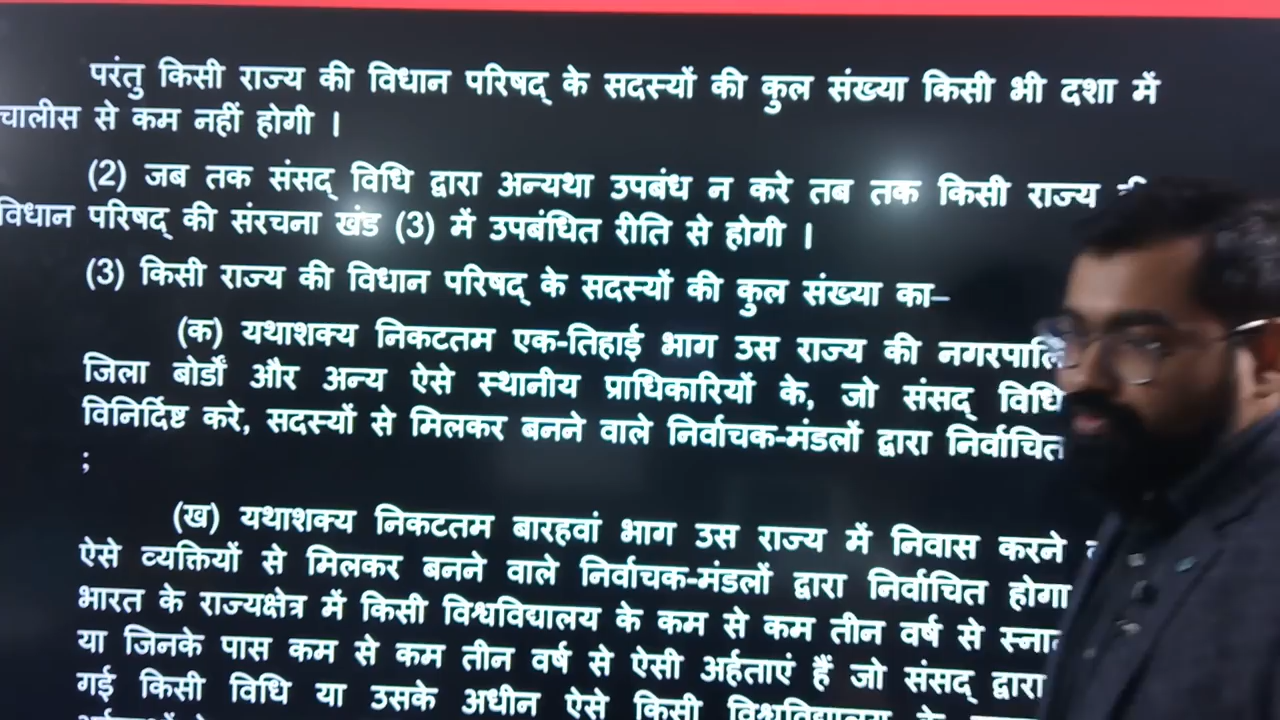 परंतु किसी राज्य की विधान परिषद् के सदस्यों की कुल संख्या किसी भी दशा में
चालीस से कम नहीं होगी ।
(2) जब तक संसद् विधि द्वारा अन्यथा उपबंध न करे तब तक किसी राज्य
विधान परिषद् की संरचना खंड (3) में उपबंधित रीति से होगी ।
(3) किसी राज्य की विधान परिषद् के सदस्यों की कुल संख्या का–
(क) यथाशक्य निकटतम एक-तिहाई भाग उस राज्य की
जिला बोर्डों और अन्य ऐसे स्थानीय प्राधिकारियों के, जो संसद् विधि
विनिर्दिष्ट करे, सदस्यों से मिलकर बनने वाले निर्वाचक-मंडलों द्वारा निर्वाचित
;
(ख) यथाशक्य निकटतम बारहवां भाग उस राज्य में निवास करने
ऐसे व्यक्तियों से मिलकर बनने वाले निर्वाचक-मंडलों द्वारा निर्वाचित होगा
भारत के राज्यक्षेत्र में किसी विश्वविद्यालय के कम से कम तीन वर्ष से
या जिनके पास कम से कम तीन वर्ष से ऐसी अर्हताएं हैं जो संसद् द्वारा
गई किसी विधि या उसके अधीन ऐसे किसी विश्वविद्यालय के